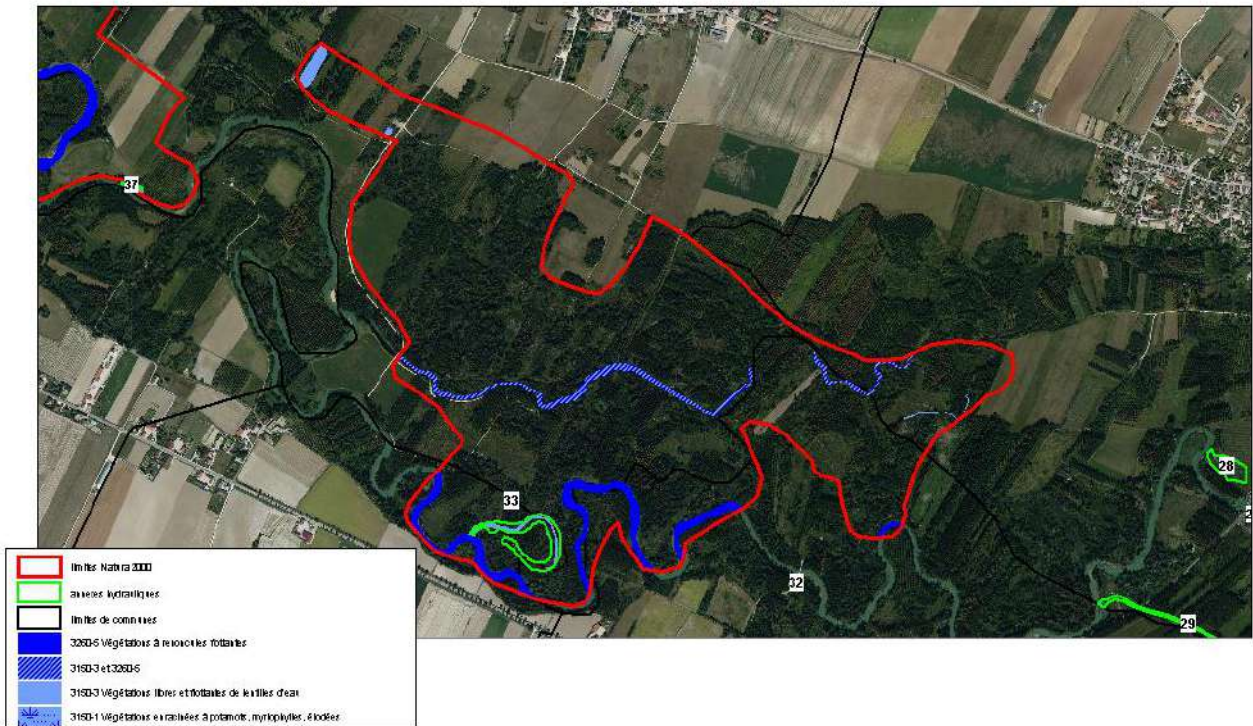 37
28
33
32
29
limites Natura 2000
annexes hydrauliques
limites de communes
3260-5 Végétations à renoncules flottantes
3150-3 et 3260-5
3150-3 Végétations libres et flottantes de lentilles d'eau
3150-1 Végétations enracinées à potamots, myriophylles, élodées